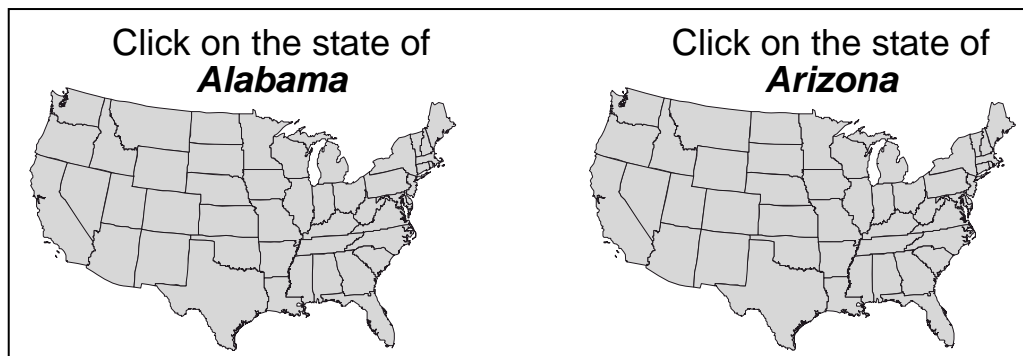 Click on the state of
Alabama
Click on the state of
Arizona